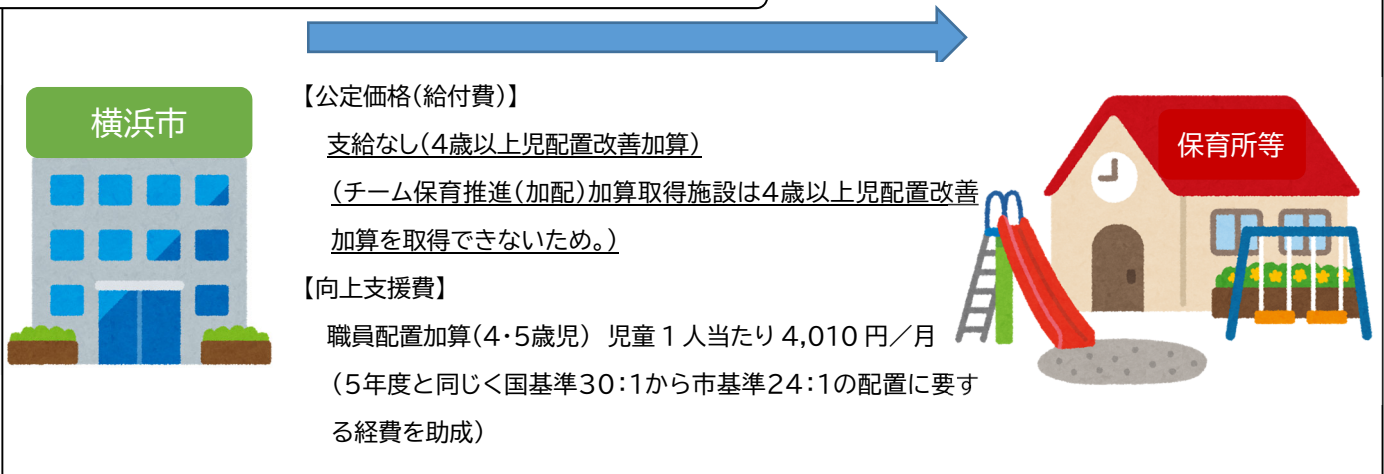 横浜市
【公定価格(給付費)】
支給なし(4歳以上児配置改善加算)
(チーム保育推進(加配)加算取得施設は4歳以上児配置改善
加算を取得できないため。)
【向上支援費】
職員配置加算(4・5歳児) 児童1人当たり4,010円/月
(5年度と同じく国基準30:1から市基準24:1の配置に要す
る経費を助成)
保育所等